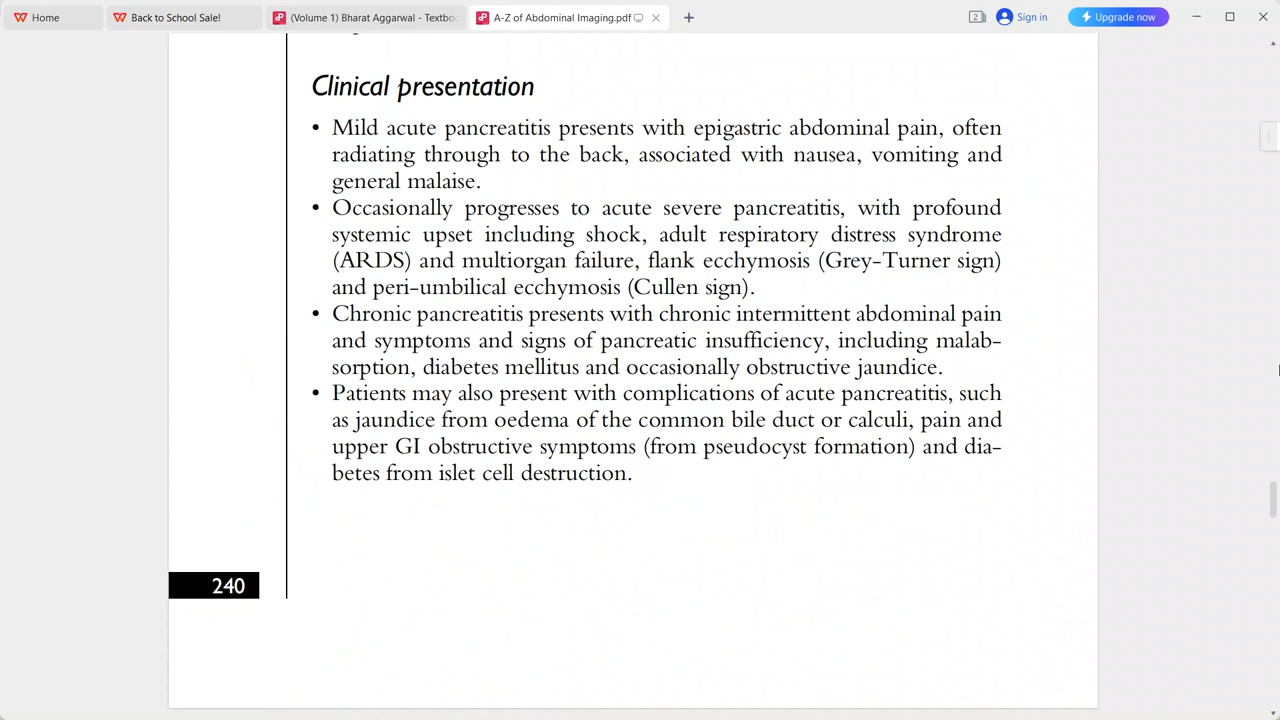 Home
Back to School Sale
(Volume 1) Bharat Aggarwal - Textbo
A-Z of Abdominal Imaging.pdf
2
Sign in
Upgrade now
Clinical presentation
• Mild acute pancreatitis presents with epigastric abdominal pain, often
radiating through to the back, associated with nausea, vomiting and
general malaise.
• Occasionally progresses to acute severe pancreatitis, with profound
systemic upset including shock, adult respiratory distress syndrome
(ARDS) and multiorgan failure, flank ecchymosis (Grey-Turner sign)
and peri-umbilical ecchymosis (Cullen sign).
• Chronic pancreatitis presents with chronic intermittent abdominal pain
and symptoms and signs of pancreatic insufficiency, including malab-
sorption, diabetes mellitus and occasionally obstructive jaundice.
• Patients may also present with complications of acute pancreatitis, such
as jaundice from oedema of the common bile duct or calculi, pain and
upper GI obstructive symptoms (from pseudocyst formation) and dia-
betes from islet cell destruction.
240